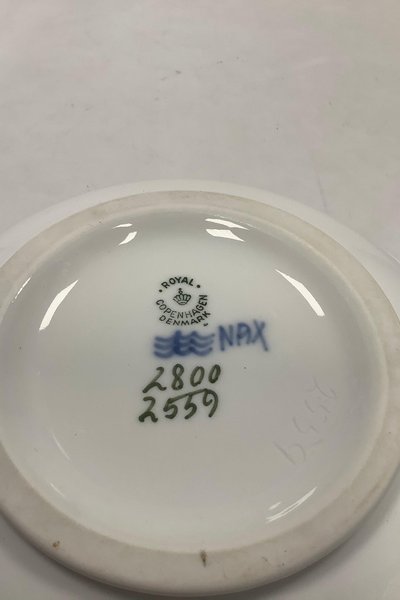 ROYAL
COPENHAGEN
DENMARK
NAX
2800
2559